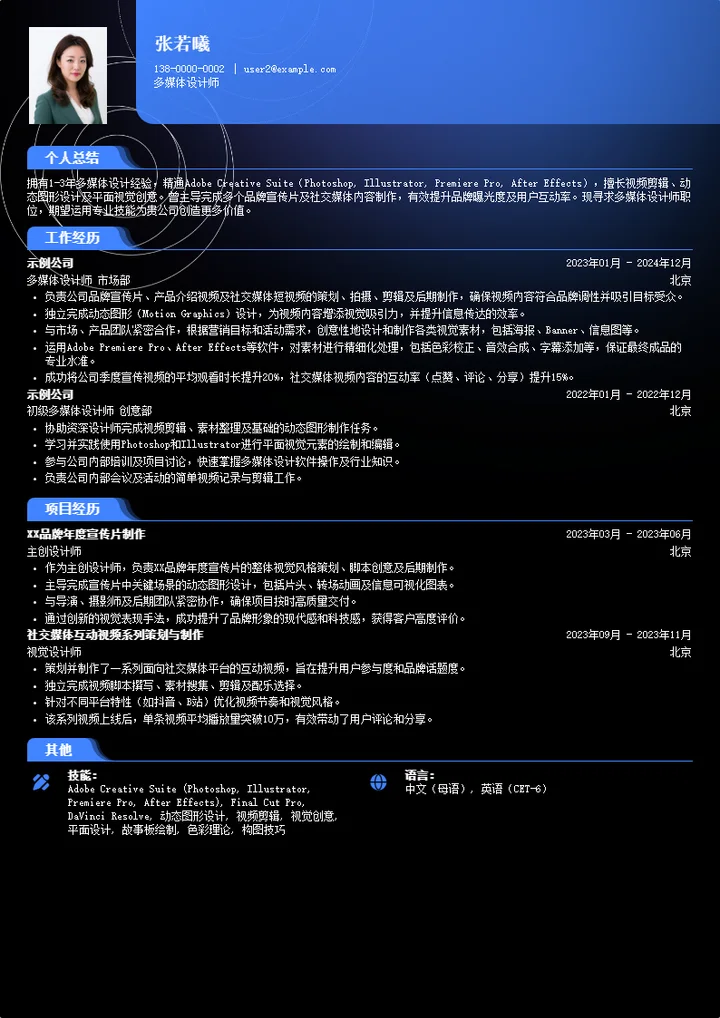 张若曦
138-0000-0002 | user2@example.com
多媒体设计师
个人总结
拥有1-3年多媒体设计经验，精通Adobe Creative Suite（Photoshop, Illustrator, Premiere Pro, After Effects），擅长视频剪辑、动
态图形设计及平面视觉创意。曾主导完成多个品牌宣传片及社交媒体内容制作，有效提升品牌曝光度及用户互动率。现寻求多媒体设计师职
位，期望运用专业技能为贵公司创造更多价值。
工作经历
示例公司 2023年01月 - 2024年12月
多媒体设计师 市场部 北京
• 负责公司品牌宣传片、产品介绍视频及社交媒体短视频的策划、拍摄、剪辑及后期制作，确保视频内容符合品牌调性并吸引目标受众。
• 独立完成动态图形（Motion Graphics）设计，为视频内容增添视觉吸引力，并提升信息传达的效率。
• 与市场、产品团队紧密合作，根据营销目标和活动需求，创意性地设计和制作各类视觉素材，包括海报、Banner、信息图等。
• 运用Adobe Premiere Pro、After Effects等软件，对素材进行精细化处理，包括色彩校正、音效合成、字幕添加等，保证最终成品的
专业水准。
• 成功将公司季度宣传视频的平均观看时长提升20%，社交媒体视频内容的互动率（点赞、评论、分享）提升15%。
示例公司 2022年01月 - 2022年12月
初级多媒体设计师 创意部 北京
• 协助资深设计师完成视频剪辑、素材整理及基础的动态图形制作任务。
• 学习并实践使用Photoshop和Illustrator进行平面视觉元素的绘制和编辑。
• 参与公司内部培训及项目讨论，快速掌握多媒体设计软件操作及行业知识。
• 负责公司内部会议及活动的简单视频记录与剪辑工作。
项目经历
XX品牌年度宣传片制作 2023年03月 - 2023年06月
主创设计师 北京
• 作为主创设计师，负责XX品牌年度宣传片的整体视觉风格策划、脚本创意及后期制作。
• 主导完成宣传片中关键场景的动态图形设计，包括片头、转场动画及信息可视化图表。
• 与导演、摄影师及后期团队紧密协作，确保项目按时高质量交付。
• 通过创新的视觉表现手法，成功提升了品牌形象的现代感和科技感，获得客户高度评价。
社交媒体互动视频系列策划与制作 2023年09月 - 2023年11月
视觉设计师 北京
• 策划并制作了一系列面向社交媒体平台的互动视频，旨在提升用户参与度和品牌话题度。
• 独立完成视频脚本撰写、素材搜集、剪辑及配乐选择。
• 针对不同平台特性（如抖音、B站）优化视频节奏和视觉风格。
• 该系列视频上线后，单条视频平均播放量突破10万，有效带动了用户评论和分享。
其他
技能：
Adobe Creative Suite (Photoshop, Illustrator,
Premiere Pro, After Effects), Final Cut Pro,
DaVinci Resolve, 动态图形设计, 视频剪辑, 视觉创意,
平面设计, 故事板绘制, 色彩理论, 构图技巧
语言：
中文（母语）, 英语（CET-6）